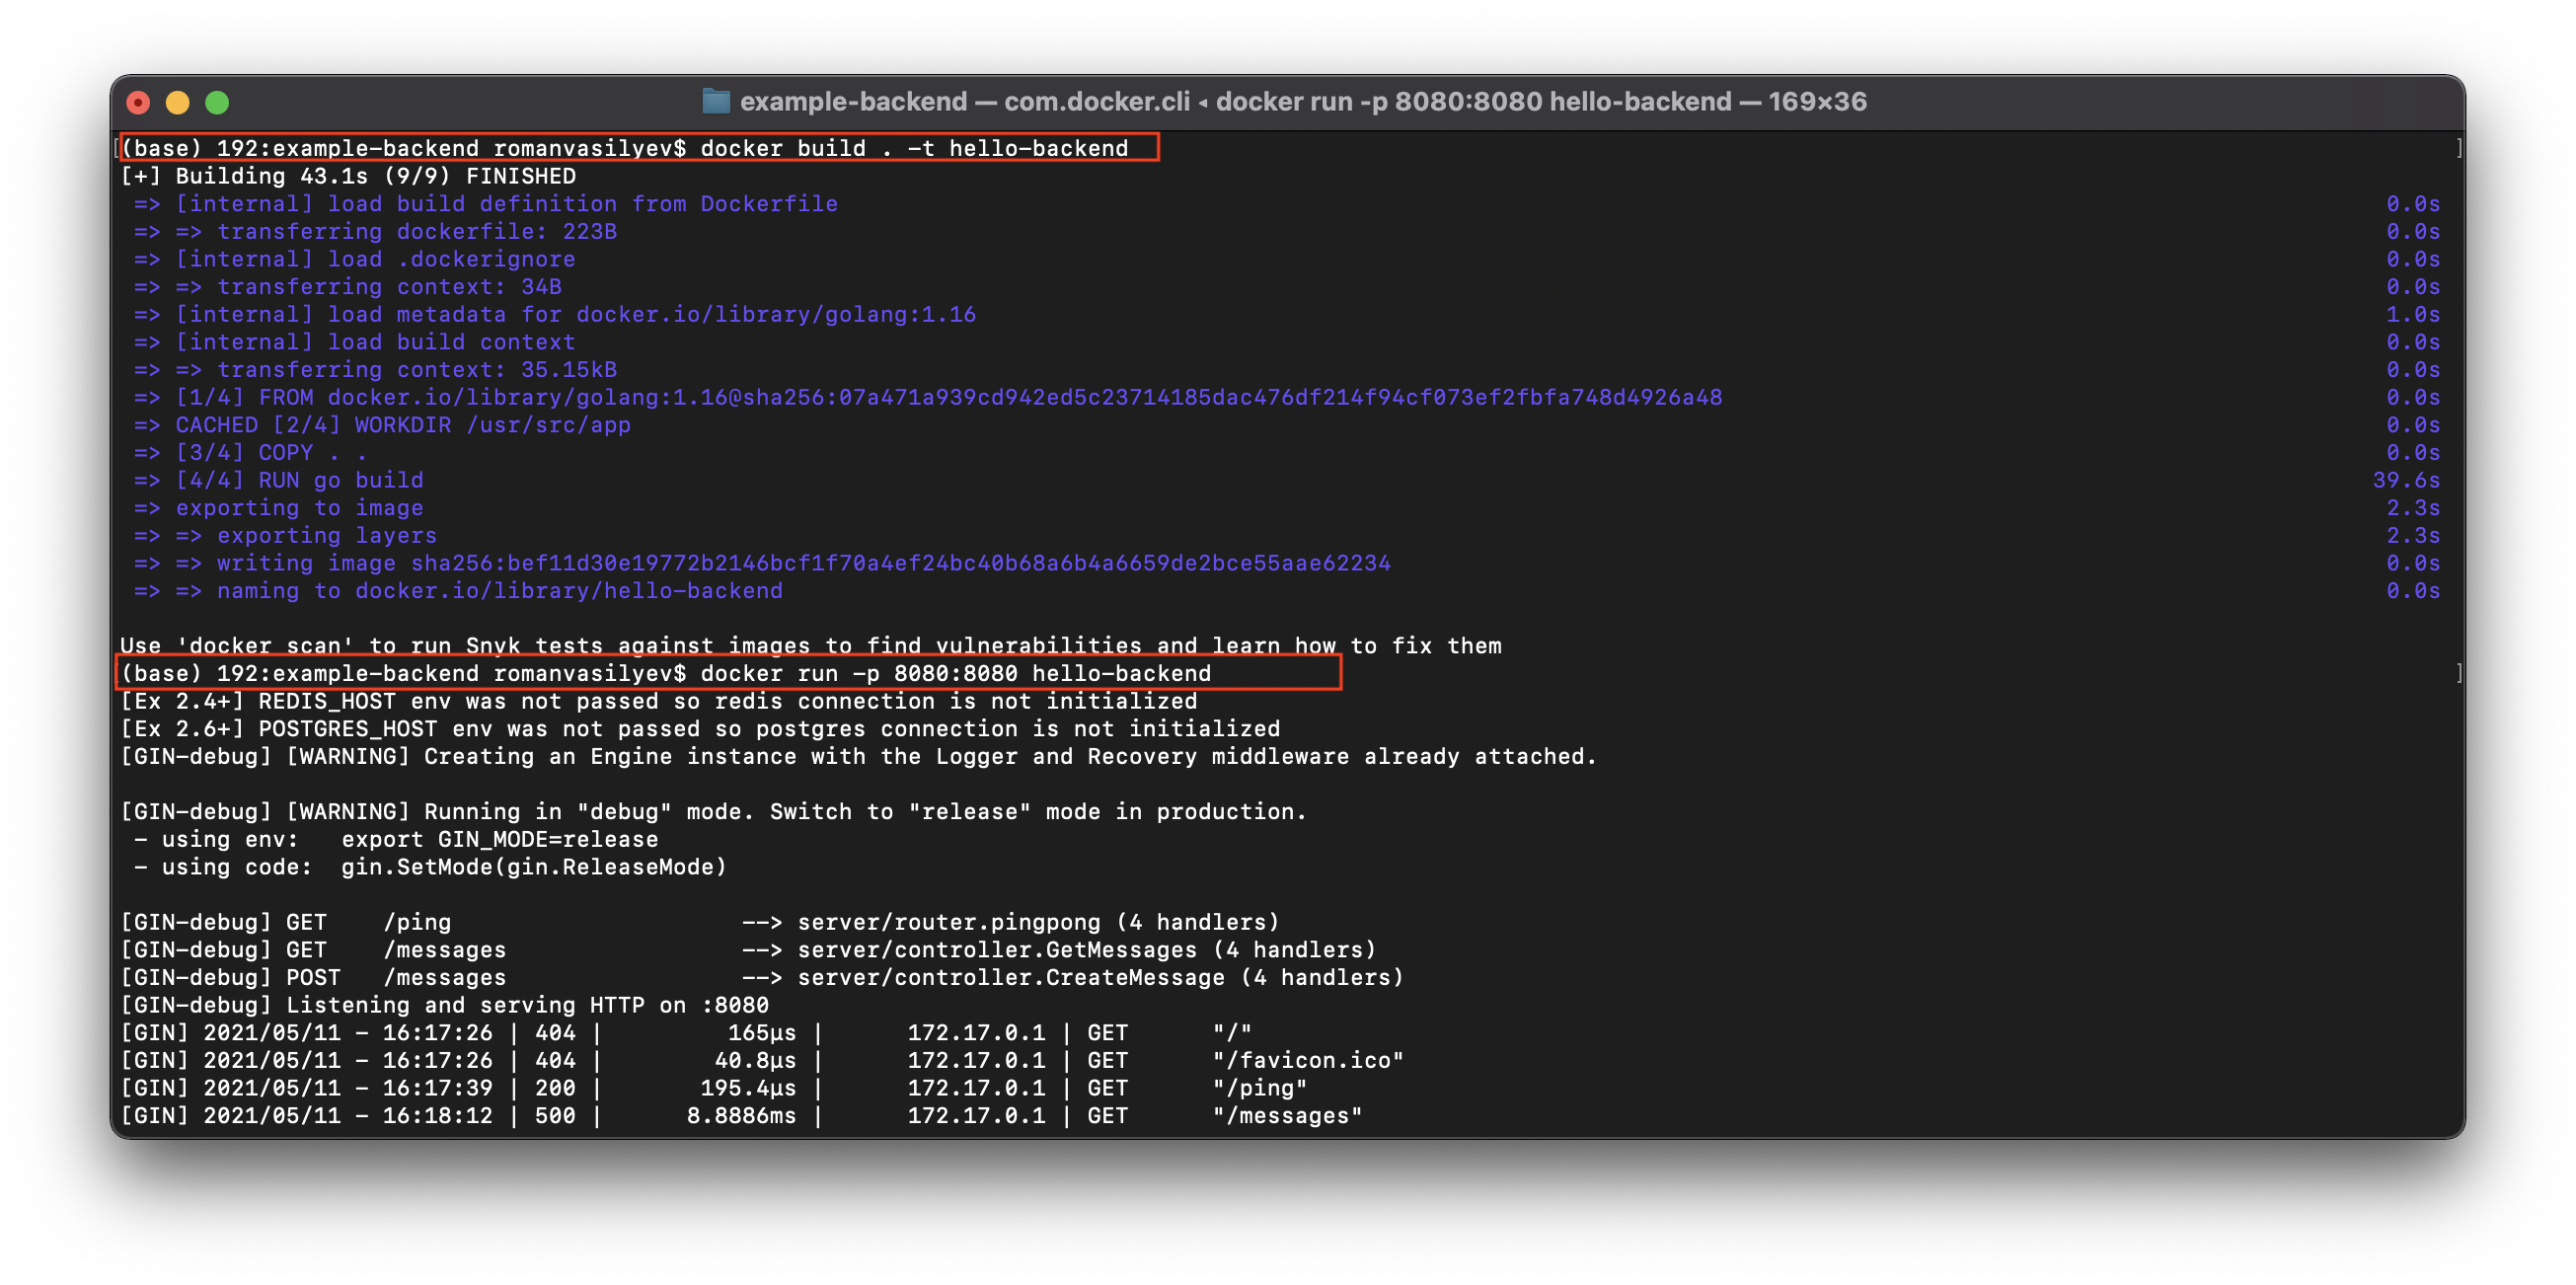 example-backend — com.docker.cli ◂ docker run -p 8080:8080 hello-backend — 169×36
(base) 192:example-backend romanvasilyev$ docker build . -t hello-backend
[+] Building 43.1s (9/9) FINISHED
=> [internal] load build definition from Dockerfile 0.0s
=> => transferring dockerfile: 223B 0.0s
=> [internal] load .dockerignore 0.0s
=> => transferring context: 34B 0.0s
=> [internal] load metadata for docker.io/library/golang:1.16 1.0s
=> [internal] load build context 0.0s
=> => transferring context: 35.15kB 0.0s
=> [1/4] FROM docker.io/library/golang:1.16@sha256:07a471a939cd942ed5c23714185dac476df214f94cf073ef2fbfa748d4926a48 0.0s
=> CACHED [2/4] WORKDIR /usr/src/app 0.0s
=> [3/4] COPY . . 0.0s
=> [4/4] RUN go build 39.6s
=> exporting to image 2.3s
=> => exporting layers 2.3s
=> => writing image sha256:bef11d30e19772b2146bcf1f70a4ef24bc40b68a6b4a6659de2bce55aae62234 0.0s
=> => naming to docker.io/library/hello-backend 0.0s
Use 'docker scan' to run Snyk tests against images to find vulnerabilities and learn how to fix them
(base) 192:example-backend romanvasilyev$ docker run -p 8080:8080 hello-backend
[Ex 2.4+] REDIS_HOST env was not passed so redis connection is not initialized
[Ex 2.6+] POSTGRES_HOST env was not passed so postgres connection is not initialized
[GIN-debug] [WARNING] Creating an Engine instance with the Logger and Recovery middleware already attached.
[GIN-debug] [WARNING] Running in "debug" mode. Switch to "release" mode in production.
- using env:   export GIN_MODE=release
- using code:  gin.SetMode(gin.ReleaseMode)
[GIN-debug] GET    /ping                     --> server/router.pingpong (4 handlers)
[GIN-debug] GET    /messages                 --> server/controller.GetMessages (4 handlers)
[GIN-debug] POST   /messages                 --> server/controller.CreateMessage (4 handlers)
[GIN-debug] Listening and serving HTTP on :8080
[GIN] 2021/05/11 - 16:17:26 | 404 |         165µs |      172.17.0.1 | GET      "/"
[GIN] 2021/05/11 - 16:17:26 | 404 |        40.8µs |      172.17.0.1 | GET      "/favicon.ico"
[GIN] 2021/05/11 - 16:17:39 | 200 |       195.4µs |      172.17.0.1 | GET      "/ping"
[GIN] 2021/05/11 - 16:18:12 | 500 |      8.8886ms |      172.17.0.1 | GET      "/messages"